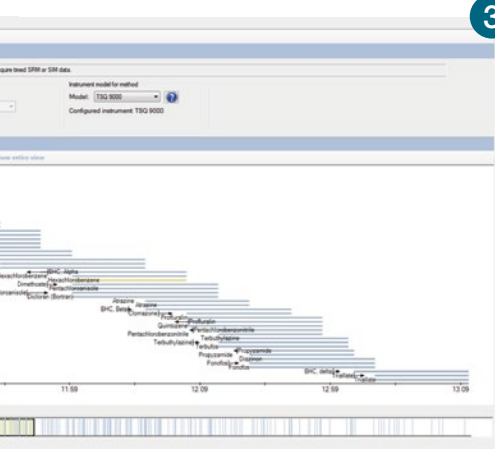 3
quire timed SRM or SIM data.
Instrument model for method
Model: TSQ 9000
?
Configured instrument: TSQ 9000
BHC, Alpha
Hexachlorobenzene
Dimethoate
Pentachloroanisole
Dicloran (Bortran)
Atrazine
Atrazine
BHC, Beta
Clomazone
Profluralin
Profluralin
Quintozene
Pentachlorobenzonitrile
Pentachlorobenzonitrile
Terbuthylazine
Terbuthylazine
Terbufos
Propyzamide
Propyzamide
Diazinon
Fonofos
Fonofos
BHC, delta
Triallate
Triallate
11.59
12.09
12.59
13.09